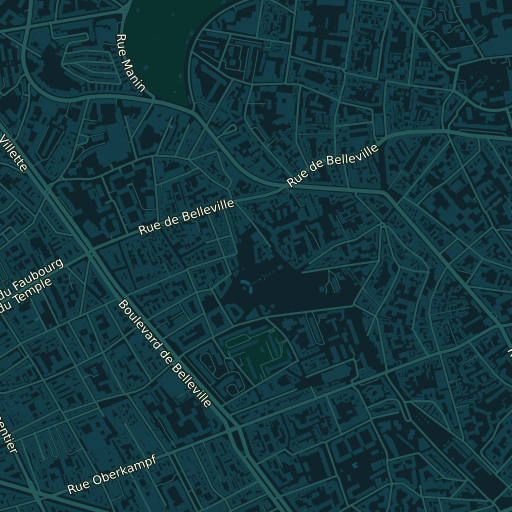 Rue Manin
Villette
Rue de Belleville
Rue de Belleville
du Faubourg
du Temple
Boulevard de Belleville
Rue Oberkampf
entier